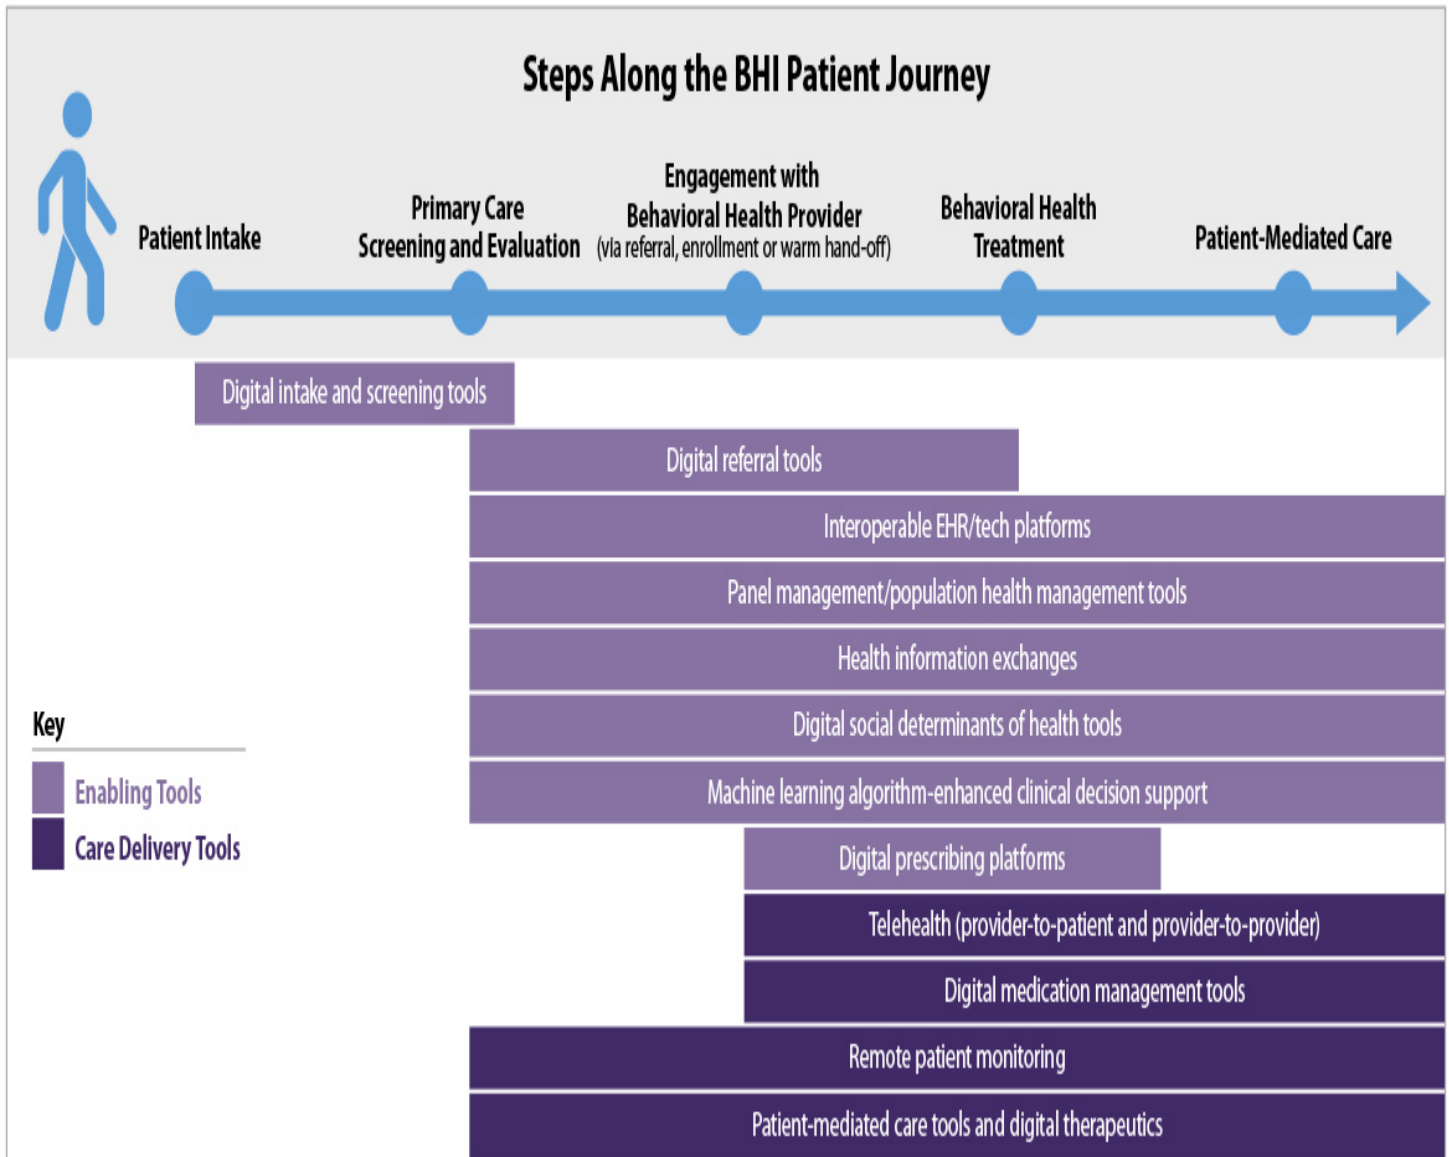 Steps Along the BHI Patient Journey
Patient Intake
Primary Care
Screening and Evaluation
Engagement with
Behavioral Health Provider
(via referral, enrollment or warm hand-off)
Behavioral Health
Treatment
Patient-Mediated Care
Digital intake and screening tools
Digital referral tools
Interoperable EHR/tech platforms
Panel management/population health management tools
Health information exchanges
Digital social determinants of health tools
Machine learning algorithm-enhanced clinical decision support
Digital prescribing platforms
Telehealth (provider-to-patient and provider-to-provider)
Digital medication management tools
Remote patient monitoring
Patient-mediated care tools and digital therapeutics
Key
Enabling Tools
Care Delivery Tools